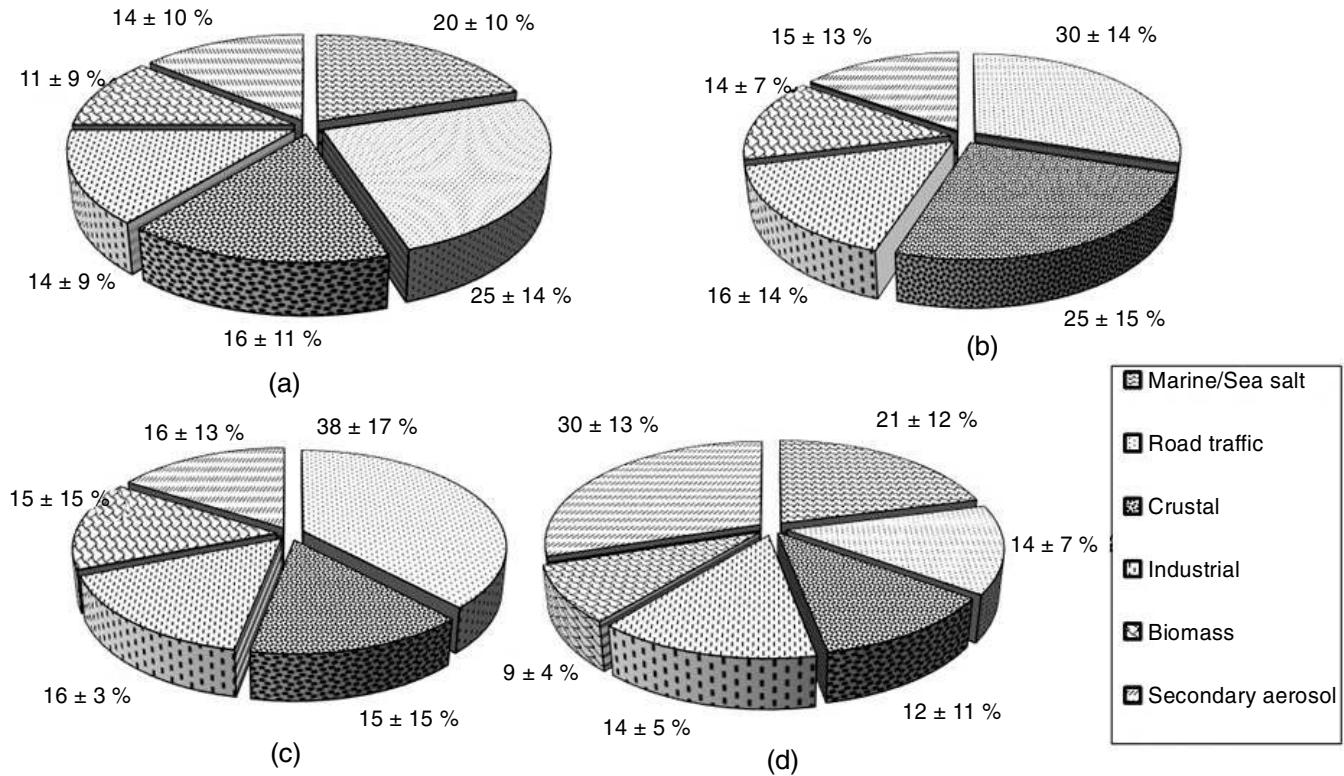 14 ± 10 %
20 ± 10 %
11 ± 9 %
14 ± 9 %
25 ± 14 %
16 ± 11 %
(a)
15 ± 13 %
30 ± 14 %
14 ± 7 %
16 ± 14 %
25 ± 15 %
(b)
16 ± 13 %
38 ± 17 %
15 ± 15 %
16 ± 3 %
15 ± 15 %
(c)
30 ± 13 %
21 ± 12 %
14 ± 7 %
9 ± 4 %
14 ± 5 %
12 ± 11 %
(d)
Marine/Sea salt
Road traffic
Crustal
Industrial
Biomass
Secondary aerosol